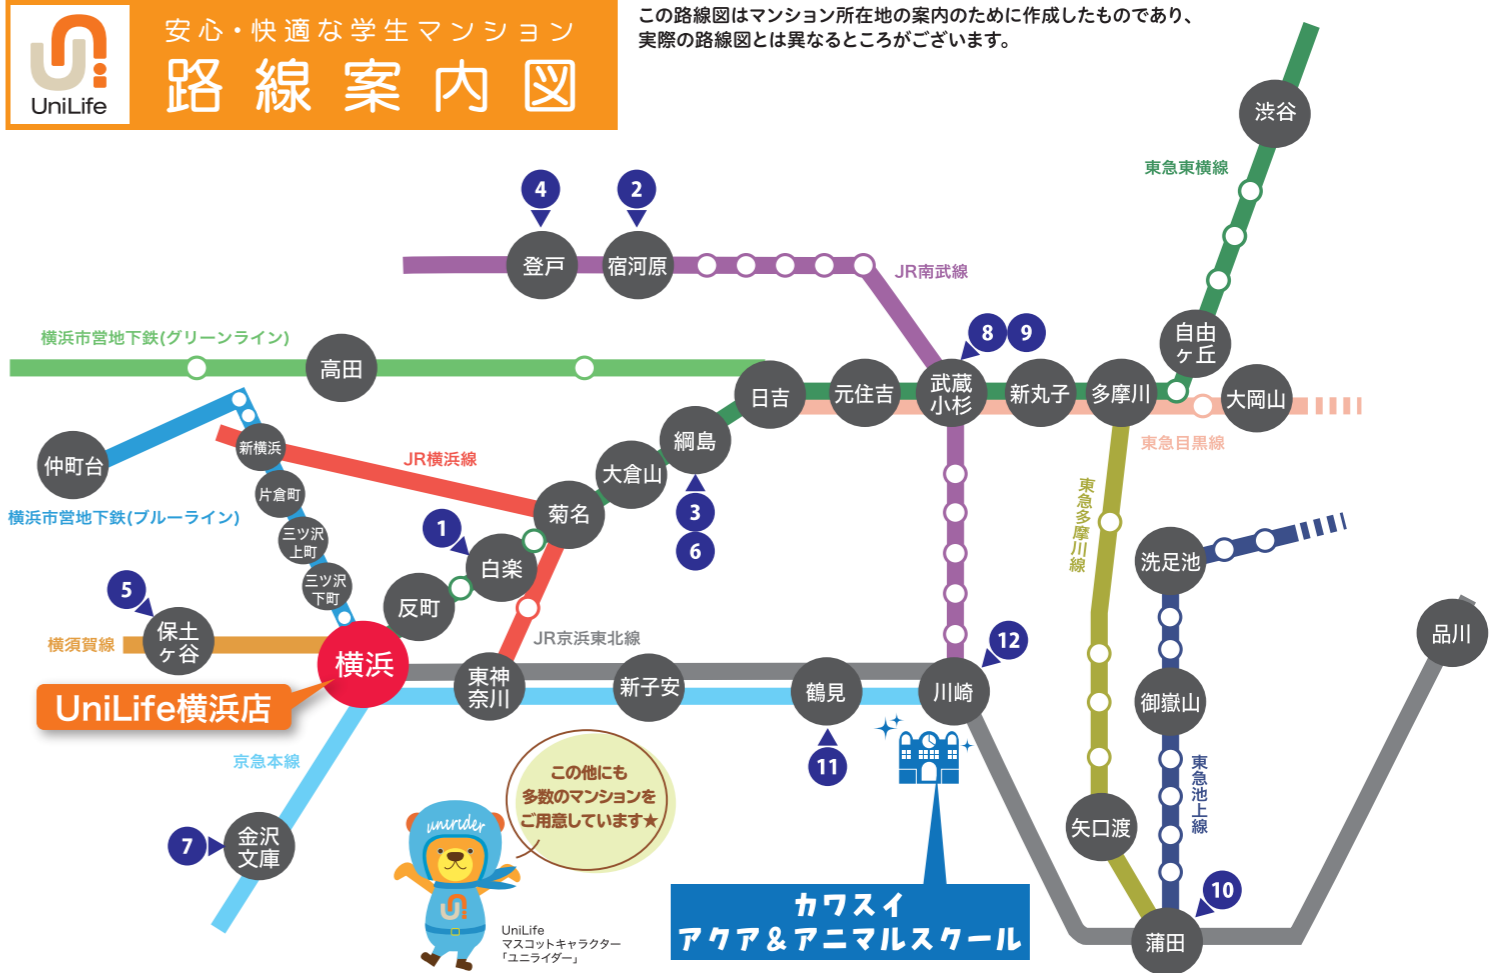 UniLife
安心・快適な学生マンション
路線案内図
この路線図はマンション所在地の案内のために作成したものであり、
実際の路線図とは異なるところがございます。
渋谷
東急東横線
4
2
登戸
宿河原
JR南武線
横浜市営地下鉄(グリーンライン)
高田
8
9
自由
ヶ丘
日吉
元住吉
武蔵
小杉
新丸子
多摩川
大岡山
東急目黒線
仲町台
新横浜
JR横浜線
綱島
大倉山
片倉町
横浜市営地下鉄(ブルーライン)
菊名
3
6
1
三ツ沢
上町
白楽
東急多摩川線
洗足池
三ツ沢
下町
反町
5
保土
ヶ谷
横須賀線
横浜
JR京浜東北線
12
品川
UniLife横浜店
東神
奈川
新子安
鶴見
川崎
御嶽山
京急本線
11
東急池上線
この他にも
多数のマンションを
ご用意しています★
unirider
7
金沢
文庫
矢口渡
10
カワスイ
アクア&アニマルスクール
蒲田
UniLife
マスコットキャラクター
「ユニライダー」